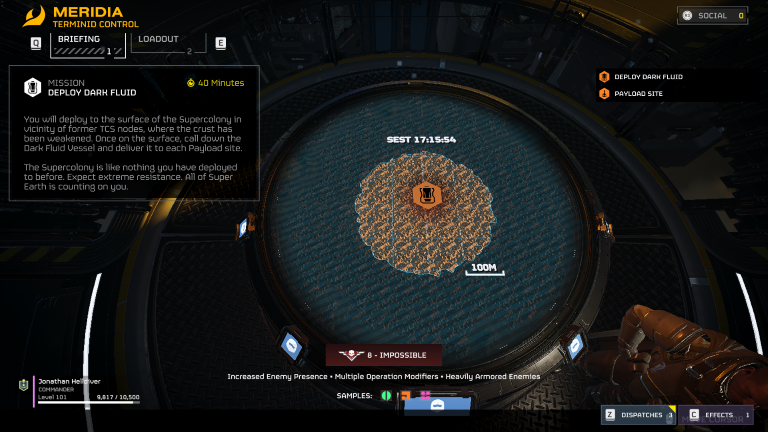 MERIDIA
TERMINID CONTROL
SOCIAL 0
Q
BRIEFING
1
LOADOUT
2
E
MISSION
DEPLOY DARK FLUID
40 Minutes
You will deploy to the surface of the Supercolony in
vicinity of former TCS nodes, where the crust has
been weakened. Once on the surface, call down the
Dark Fluid Vessel and deliver it to each Payload site.
The Supercolony is like nothing you have deployed
to before. Expect extreme resistance. All of Super
Earth is counting on you.
DEPLOY DARK FLUID
PAYLOAD SITE
SEST 17:15:54
100M
8 - IMPOSSIBLE
Increased Enemy Presence • Multiple Operation Modifiers • Heavily Armored Enemies
SAMPLES:
Jonathan Helldiver
COMMANDER
Level 101
9,817 / 10,500
Z DISPATCHES 3
C EFFECTS 1
CURSOR